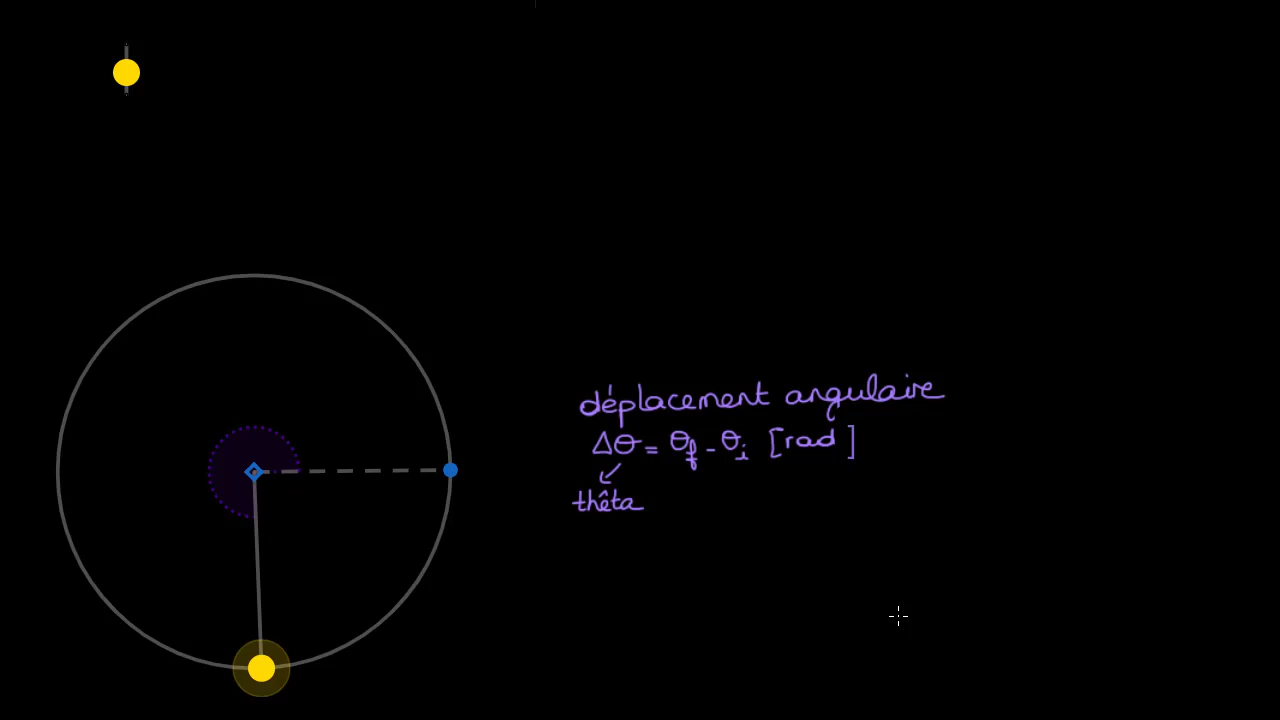 déplacement angulaire
Δθ = θf - θi [rad]
thêta